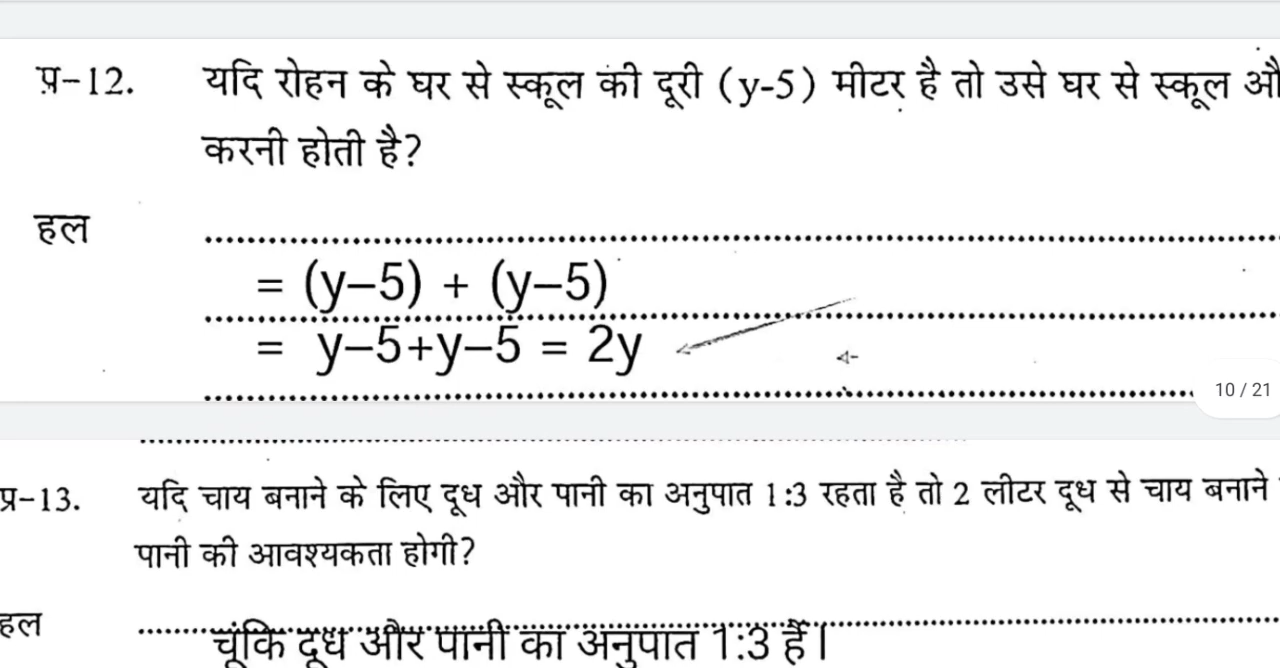 प्र-12. यदि रोहन के घर से स्कूल की दूरी (y-5) मीटर है तो उसे घर से स्कूल औ
करनी होती है?
हल
= (y–5) + (y–5)
= y–5+y–5 = 2y
10 / 21
प्र-13. यदि चाय बनाने के लिए दूध और पानी का अनुपात 1:3 रहता है तो 2 लीटर दूध से चाय बनाने
पानी की आवश्यकता होगी?
हल
चूंकि दूध और पानी का अनुपात 1:3 हैं।